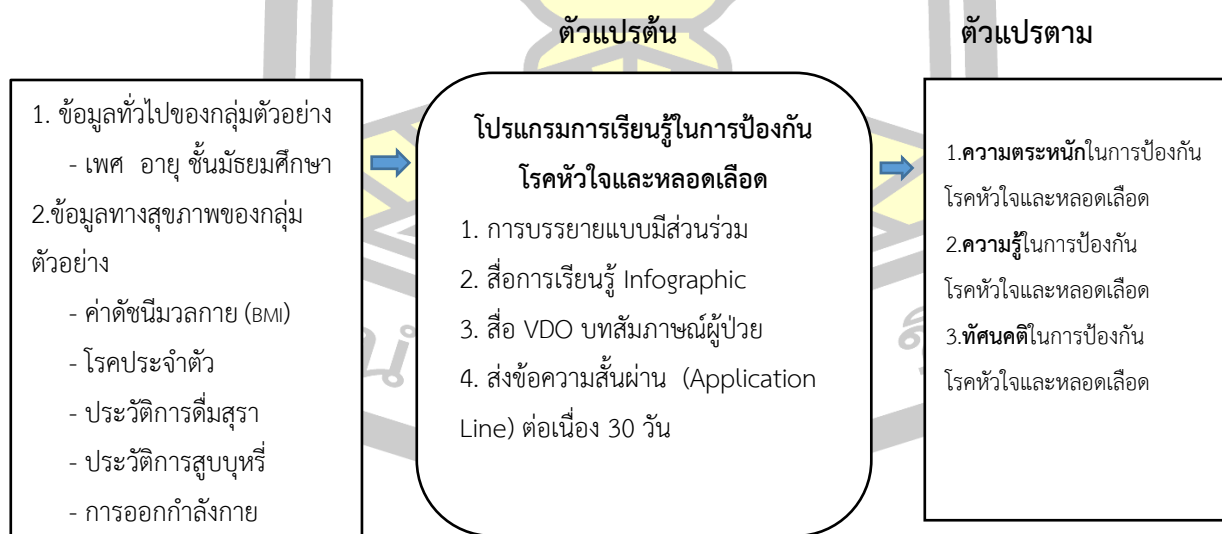 ตัวแปรต้น
ตัวแปรตาม
1. ข้อมูลทั่วไปของกลุ่มตัวอย่าง
- เพศ อายุ ชั้นมัธยมศึกษา
2.ข้อมูลทางสุขภาพของกลุ่ม
ตัวอย่าง
- ค่าดัชนีมวลกาย (BMI)
- โรคประจำตัว
- ประวัติการดื่มสุรา
- ประวัติการสูบบุหรี่
- การออกกำลังกาย
โปรแกรมการเรียนรู้ในการป้องกัน
โรคหัวใจและหลอดเลือด
1. การบรรยายแบบมีส่วนร่วม
2. สื่อการเรียนรู้ Infographic
3. สื่อ VDO บทสัมภาษณ์ผู้ป่วย
4. ส่งข้อความสั้นผ่าน (Application
Line) ต่อเนื่อง 30 วัน
1.ความตระหนักในการป้องกัน
โรคหัวใจและหลอดเลือด
2.ความรู้ในการป้องกัน
โรคหัวใจและหลอดเลือด
3.ทัศนคติในการป้องกัน
โรคหัวใจและหลอดเลือด